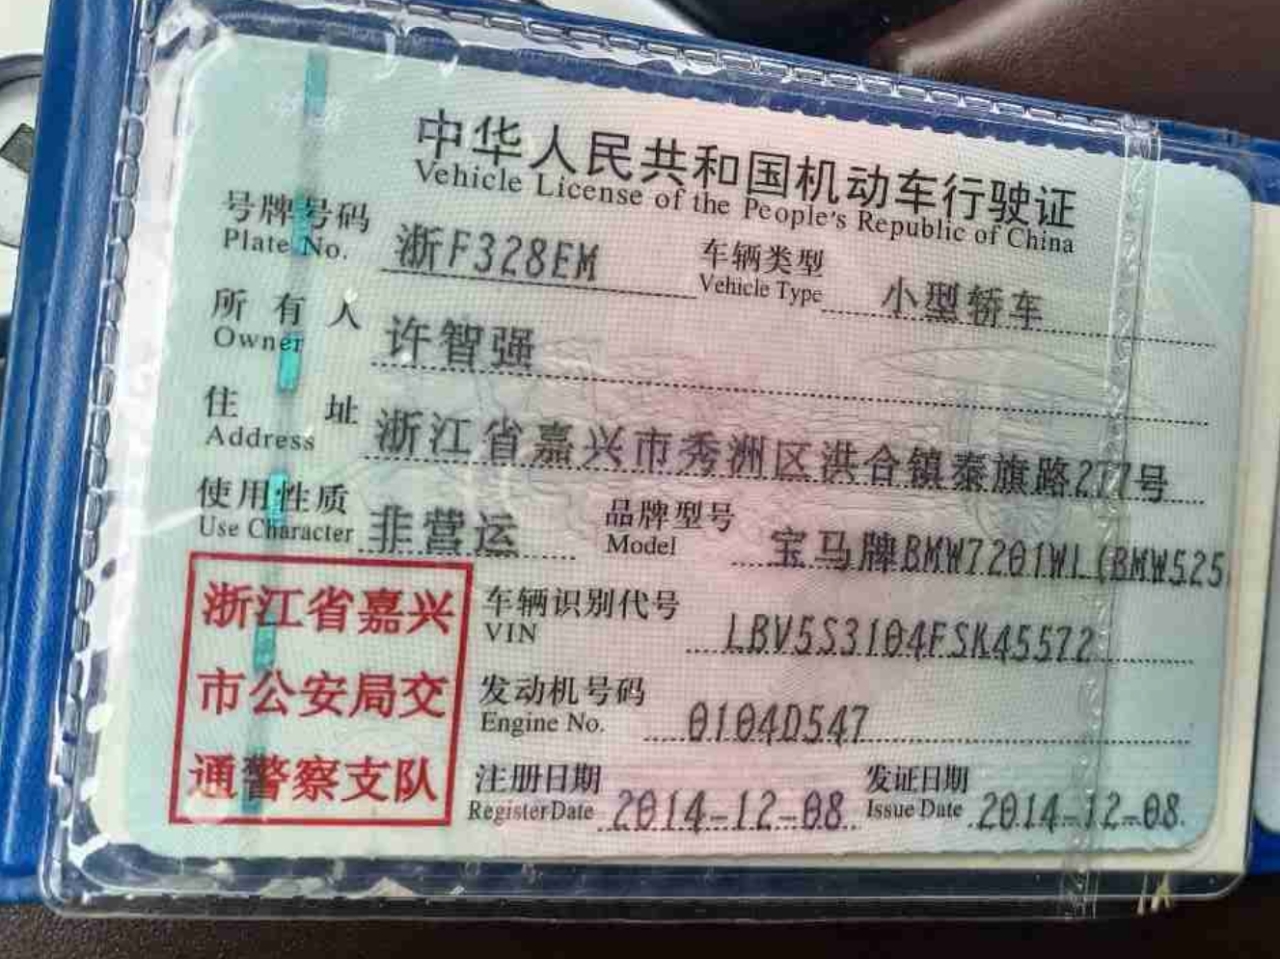 中华人民共和国机动车行驶证
Vehicle License of the People's Republic of China
号牌号码 浙F328EM 车辆类型 小型轿车
Plate No. Vehicle Type
所有人 许智强
Owner
住址 浙江省嘉兴市秀洲区洪合镇泰旗路277号
Address
使用性质 非营运 品牌型号 宝马牌BMW7201WL(BMW525
Use Character Model
浙江省嘉兴
市公安局交
通警察支队
车辆识别代号 LBV5S3104FSK45572
VIN
发动机号码 0104D547
Engine No.
注册日期 2014-12-08 发证日期 2014-12-08
Register Date Issue Date